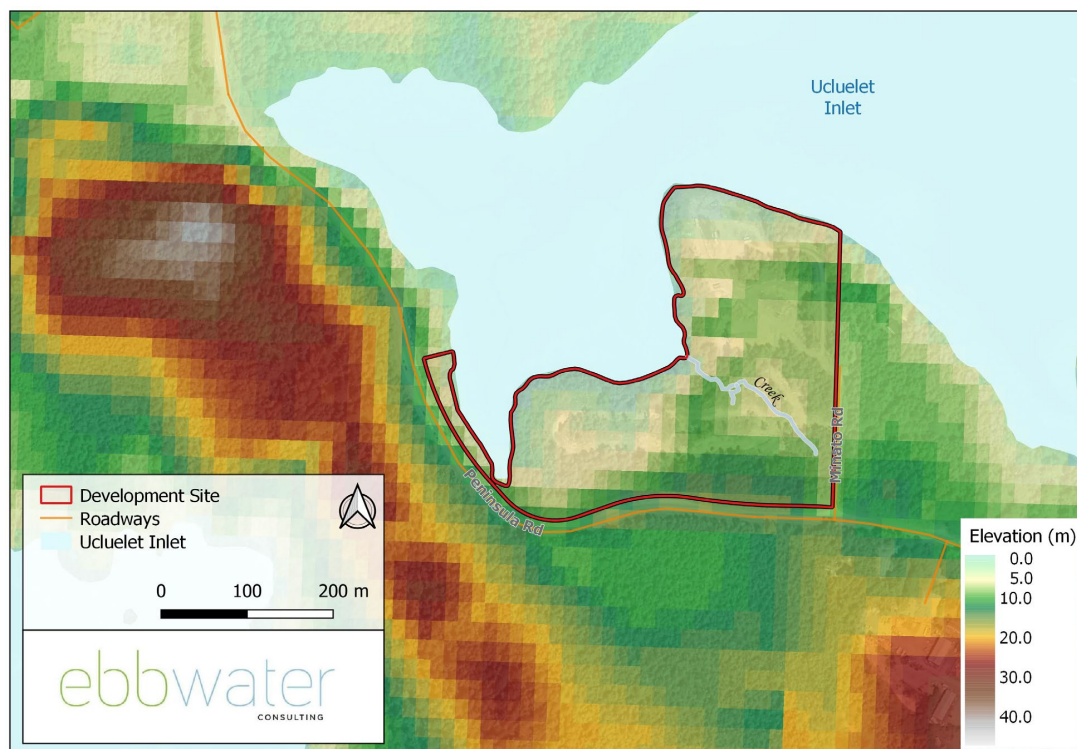 Ucluelet
Inlet
Creek
Minato Rd
Peninsula Rd
Development Site
Roadways
Ucluelet Inlet
0 100 200 m
ebbwater
CONSULTING
Elevation (m)
0.0
5.0
10.0
20.0
30.0
40.0